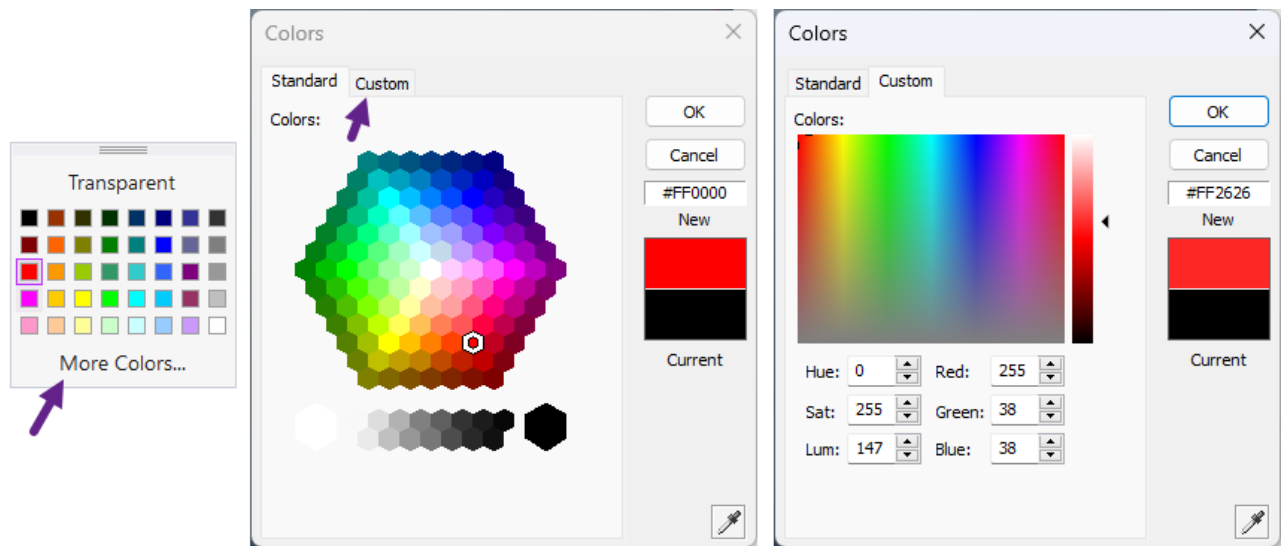 Transparent
More Colors...
Colors
Standard
Custom
Colors:
OK
Cancel
#FF0000
New
Current
Colors
Standard
Custom
Colors:
OK
Cancel
#FF2626
New
Current
Hue: 0 Red: 255
Sat: 255 Green: 38
Lum: 147 Blue: 38